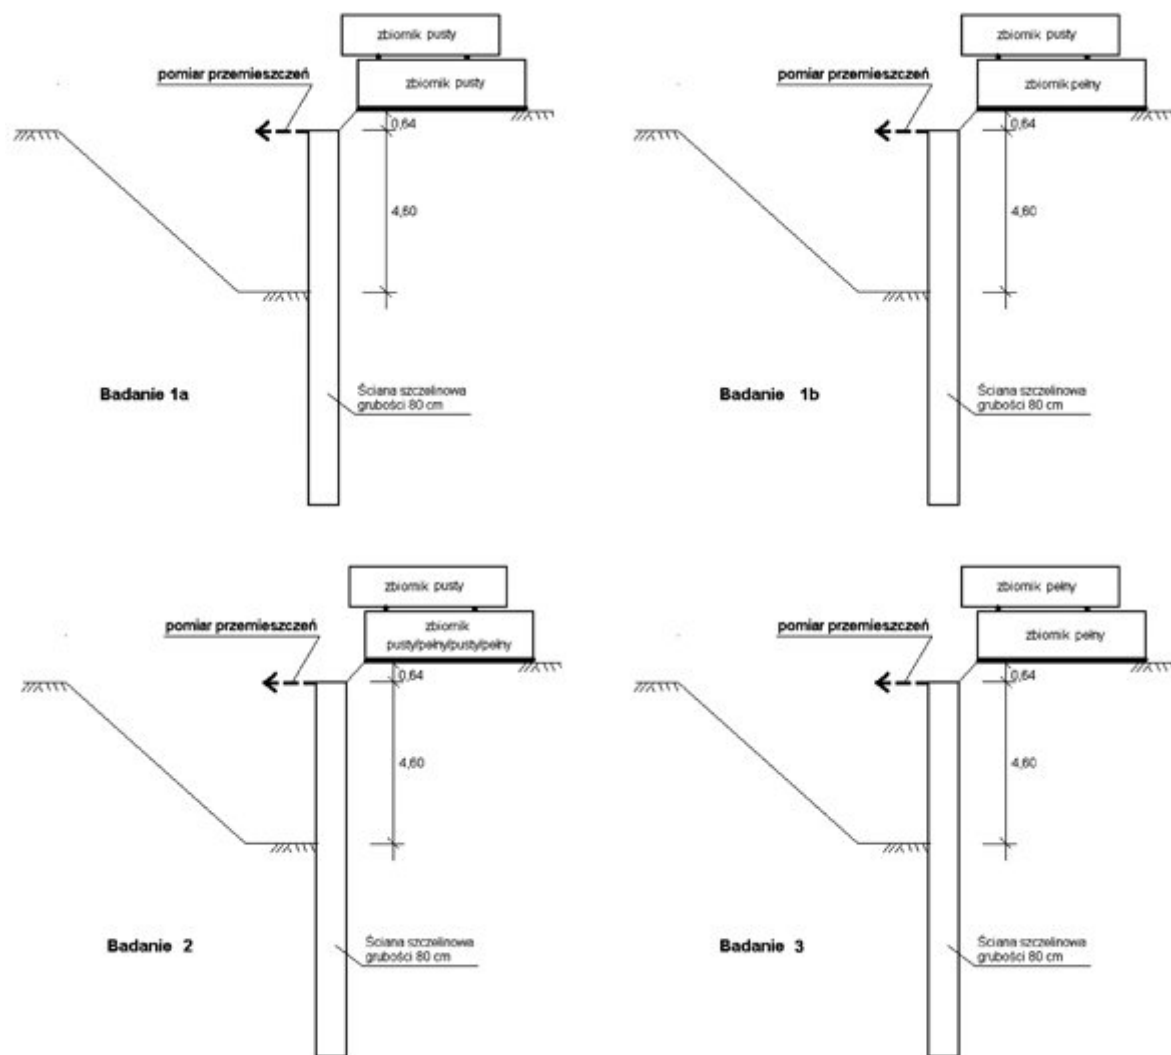 zbiornik pusty
zbiornik pusty
pomiar przemieszczeń
0,64
4,60
Badanie 1a
Ściana szczelinowa
grubości 80 cm
zbiornik pusty
zbiornik pełny
pomiar przemieszczeń
0,64
4,60
Badanie 1b
Ściana szczelinowa
grubości 80 cm
zbiornik pusty
zbiornik
pusty/pełny/pusty/pełny
pomiar przemieszczeń
0,64
4,60
Badanie 2
Ściana szczelinowa
grubości 80 cm
zbiornik pełny
zbiornik pełny
pomiar przemieszczeń
0,64
4,60
Badanie 3
Ściana szczelinowa
grubości 80 cm